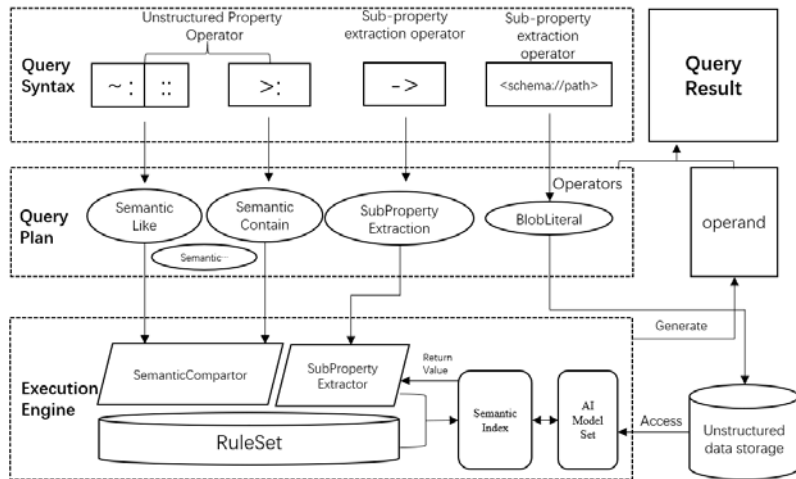 Unstructured Property
Operator
Sub-property
extraction operator
Sub-property
extraction
operator
Query
Syntax
~: ::
>:
->
<schema://path>
Query
Result
Query
Plan
Semantic
Like
Semantic
Contain
Semantic...
SubProperty
Extraction
Operators
BlobLiteral
operand
Generate
Execution
Engine
SemanticCompartor
SubProperty
Extractor
Return
Value
RuleSet
Semantic
Index
AI
Model
Set
Access
Unstructured
data storage